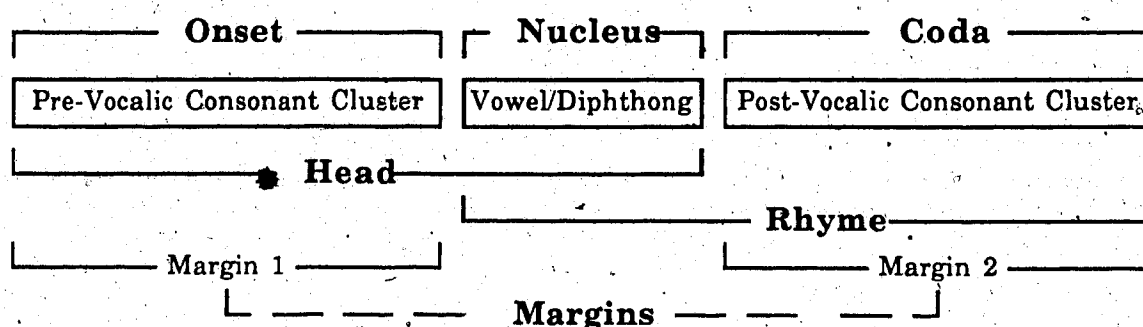 Onset Nucleus Coda
Pre-Vocalic Consonant Cluster Vowel/Diphthong Post-Vocalic Consonant Cluster
Head
Rhyme
Margin 1 Margin 2
Margins